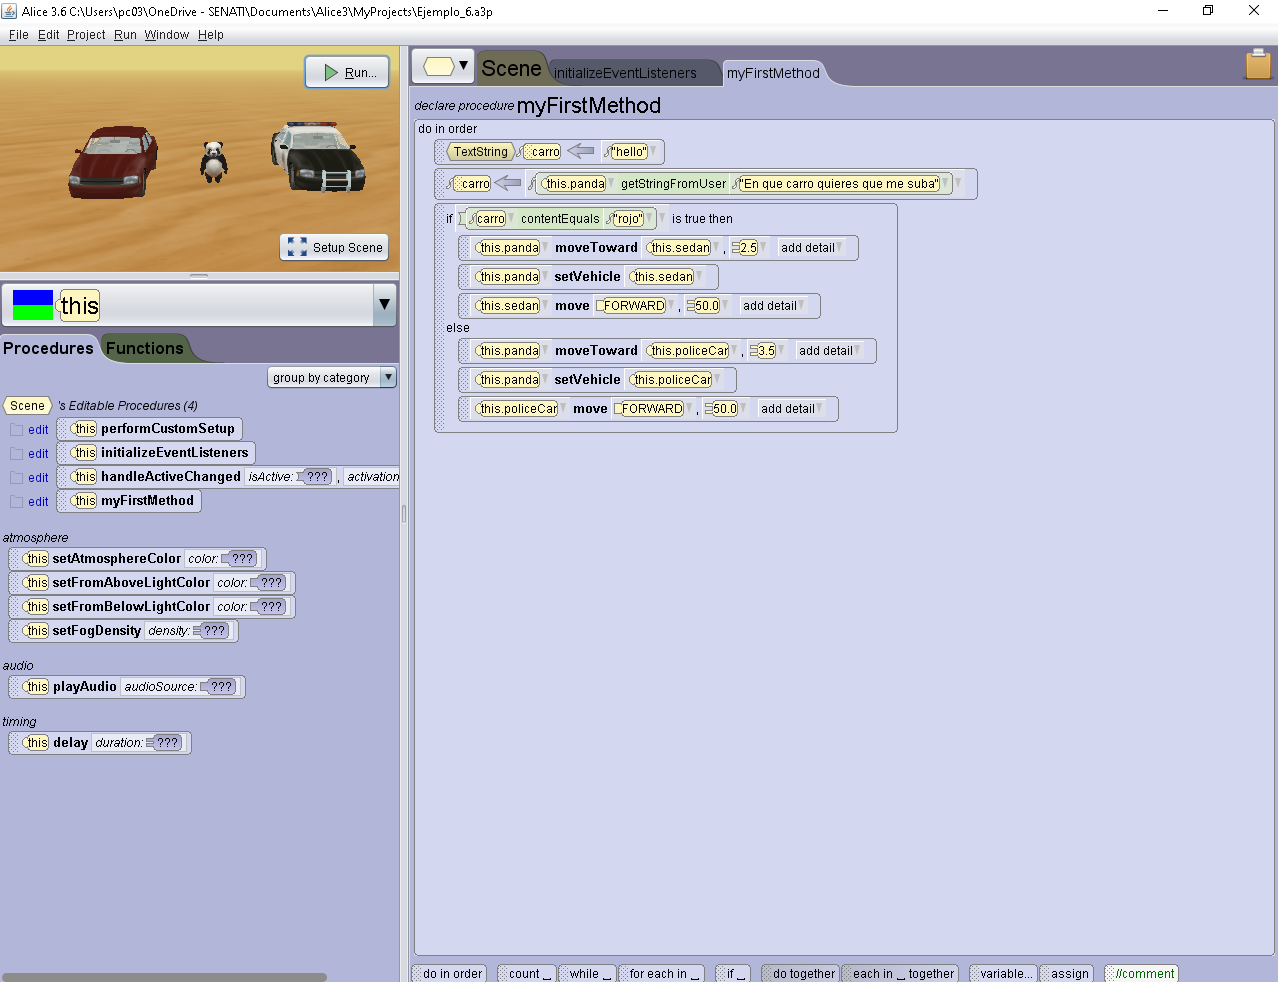 Alice 3.6 C:\Users\pc03\OneDrive - SENATI\Documents\Alice3\MyProjects\Ejemplo_6.a3p
File Edit Project Run Window Help
Run...
Setup Scene
this
Procedures Functions
group by category
Scene 's Editable Procedures (4)
edit this performCustomSetup
edit this initializeEventListeners
edit this handleActiveChanged isActive: ??? , activation
edit this myFirstMethod
atmosphere
this setAtmosphereColor color: ???
this setFromAboveLightColor color: ???
this setFromBelowLightColor color: ???
this setFogDensity density: ???
audio
this playAudio audioSource: ???
timing
this delay duration: ???
Scene initializeEventListeners myFirstMethod
declare procedure myFirstMethod
do in order
TextString carro "hello"
carro this.panda getStringFromUser "En que carro quieres que me suba"
if carro contentEquals "rojo" is true then
this.panda moveToward this.sedan , 2.5 add detail
this.panda setVehicle this.sedan
this.sedan move FORWARD , 50.0 add detail
else
this.panda moveToward this.policeCar , 3.5 add detail
this.panda setVehicle this.policeCar
this.policeCar move FORWARD , 50.0 add detail
do in order count _ while _ for each in _ if _ do together each in _ together variable... assign //comment